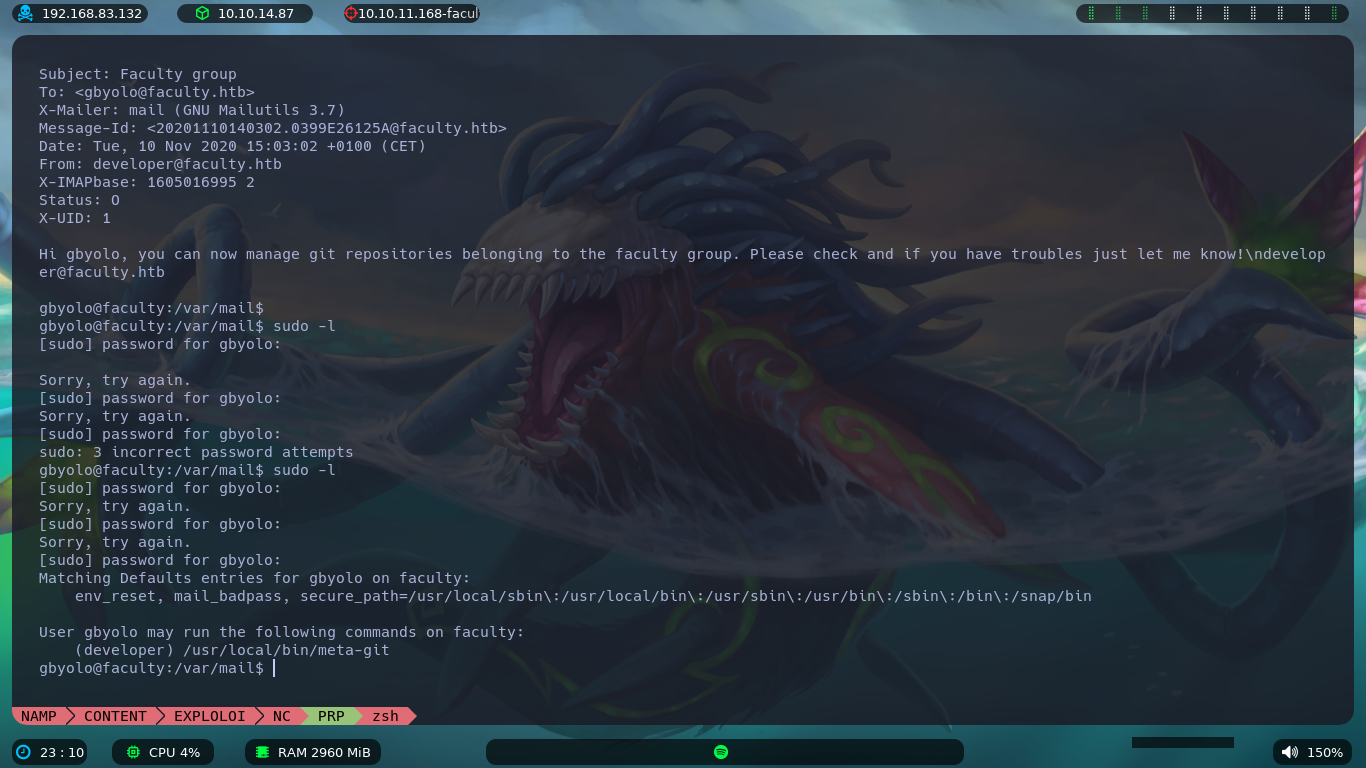 192.168.83.132
10.10.14.87
10.10.11.168-facul
Subject: Faculty group
To: <gbyolo@faculty.htb>
X-Mailer: mail (GNU Mailutils 3.7)
Message-Id: <20201110140302.0399E26125A@faculty.htb>
Date: Tue, 10 Nov 2020 15:03:02 +0100 (CET)
From: developer@faculty.htb
X-IMAPbase: 1605016995 2
Status: O
X-UID: 1
Hi gbyolo, you can now manage git repositories belonging to the faculty group. Please check and if you have troubles just let me know!\ndevelop
er@faculty.htb
gbyolo@faculty:/var/mail$
gbyolo@faculty:/var/mail$ sudo -l
[sudo] password for gbyolo:
Sorry, try again.
[sudo] password for gbyolo:
Sorry, try again.
[sudo] password for gbyolo:
sudo: 3 incorrect password attempts
gbyolo@faculty:/var/mail$ sudo -l
[sudo] password for gbyolo:
Sorry, try again.
[sudo] password for gbyolo:
Sorry, try again.
[sudo] password for gbyolo:
Matching Defaults entries for gbyolo on faculty:
env_reset, mail_badpass, secure_path=/usr/local/sbin\:/usr/local/bin\:/usr/sbin\:/usr/bin\:/sbin\:/bin\:/snap/bin
User gbyolo may run the following commands on faculty:
(developer) /usr/local/bin/meta-git
gbyolo@faculty:/var/mail$
NAMP
CONTENT
EXPLOLOI
NC
PRP
zsh
23 : 10
CPU 4%
RAM 2960 MiB
150%